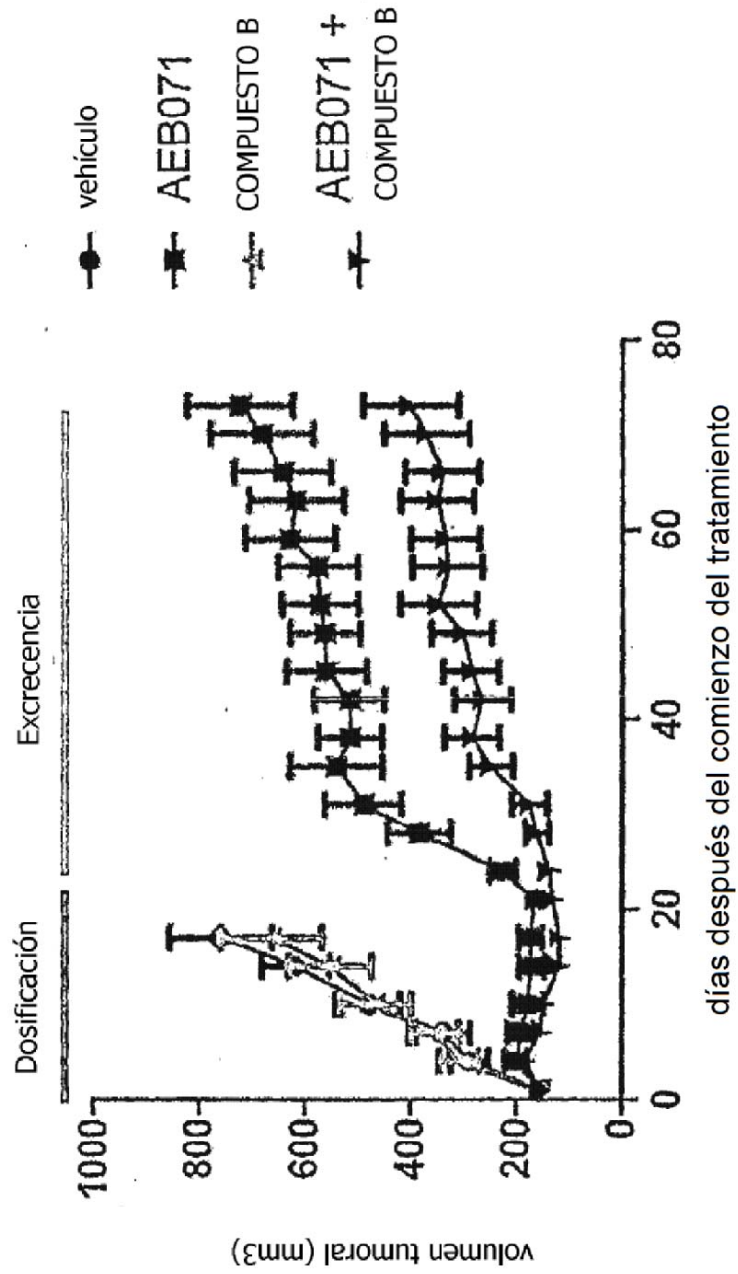 Dosificación
Excrecencia
vehículo
AEB071
COMPUESTO B
AEB071 +
COMPUESTO B
volumen tumoral (mm3)
1000
800
600
400
200
0
0
20
40
60
80
días después del comienzo del tratamiento